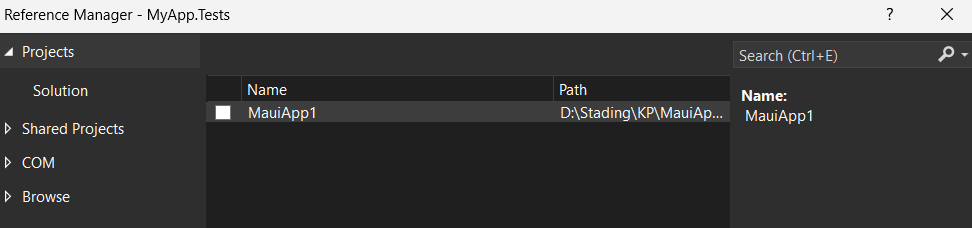 Reference Manager - MyApp.Tests
?
Projects
Solution
Shared Projects
COM
Browse
Name Path
MauiApp1 D:\Stading\KP\MauiAp...
Search (Ctrl+E)
Name:
MauiApp1